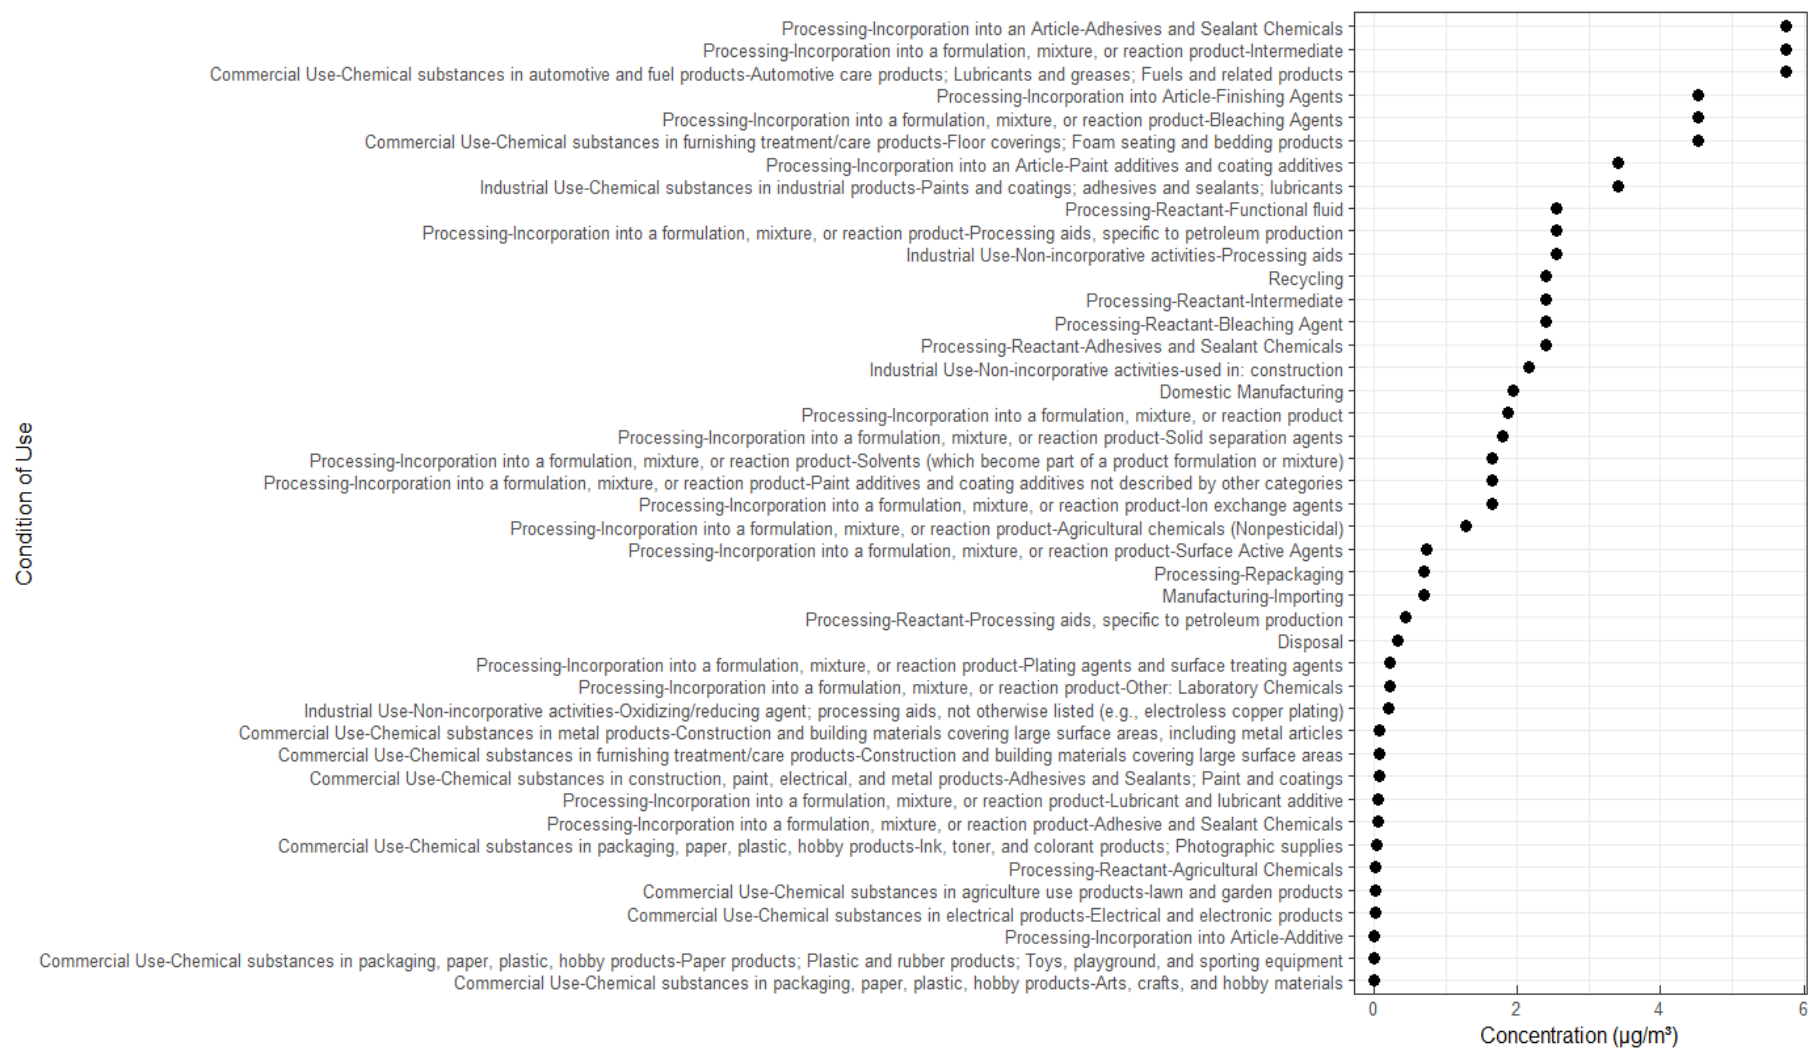 Condition of Use
Processing-Incorporation into an Article-Adhesives and Sealant Chemicals
Processing-Incorporation into a formulation, mixture, or reaction product-Intermediate
Commercial Use-Chemical substances in automotive and fuel products-Automotive care products; Lubricants and greases; Fuels and related products
Processing-Incorporation into Article-Finishing Agents
Processing-Incorporation into a formulation, mixture, or reaction product-Bleaching Agents
Commercial Use-Chemical substances in furnishing treatment/care products-Floor coverings; Foam seating and bedding products
Processing-Incorporation into an Article-Paint additives and coating additives
Industrial Use-Chemical substances in industrial products-Paints and coatings; adhesives and sealants; lubricants
Processing-Reactant-Functional fluid
Processing-Incorporation into a formulation, mixture, or reaction product-Processing aids, specific to petroleum production
Industrial Use-Non-incorporative activities-Processing aids
Recycling
Processing-Reactant-Intermediate
Processing-Reactant-Bleaching Agent
Processing-Reactant-Adhesives and Sealant Chemicals
Industrial Use-Non-incorporative activities-used in: construction
Domestic Manufacturing
Processing-Incorporation into a formulation, mixture, or reaction product
Processing-Incorporation into a formulation, mixture, or reaction product-Solid separation agents
Processing-Incorporation into a formulation, mixture, or reaction product-Solvents (which become part of a product formulation or mixture)
Processing-Incorporation into a formulation, mixture, or reaction product-Paint additives and coating additives not described by other categories
Processing-Incorporation into a formulation, mixture, or reaction product-Ion exchange agents
Processing-Incorporation into a formulation, mixture, or reaction product-Agricultural chemicals (Nonpesticidal)
Processing-Incorporation into a formulation, mixture, or reaction product-Surface Active Agents
Processing-Repackaging
Manufacturing-Importing
Processing-Reactant-Processing aids, specific to petroleum production
Disposal
Processing-Incorporation into a formulation, mixture, or reaction product-Plating agents and surface treating agents
Processing-Incorporation into a formulation, mixture, or reaction product-Other: Laboratory Chemicals
Industrial Use-Non-incorporative activities-Oxidizing/reducing agent; processing aids, not otherwise listed (e.g., electroless copper plating)
Commercial Use-Chemical substances in metal products-Construction and building materials covering large surface areas, including metal articles
Commercial Use-Chemical substances in furnishing treatment/care products-Construction and building materials covering large surface areas
Commercial Use-Chemical substances in construction, paint, electrical, and metal products-Adhesives and Sealants; Paint and coatings
Processing-Incorporation into a formulation, mixture, or reaction product-Lubricant and lubricant additive
Processing-Incorporation into a formulation, mixture, or reaction product-Adhesive and Sealant Chemicals
Commercial Use-Chemical substances in packaging, paper, plastic, hobby products-Ink, toner, and colorant products; Photographic supplies
Processing-Reactant-Agricultural Chemicals
Commercial Use-Chemical substances in agriculture use products-lawn and garden products
Commercial Use-Chemical substances in electrical products-Electrical and electronic products
Processing-Incorporation into Article-Additive
Commercial Use-Chemical substances in packaging, paper, plastic, hobby products-Paper products; Plastic and rubber products; Toys, playground, and sporting equipment
Commercial Use-Chemical substances in packaging, paper, plastic, hobby products-Arts, crafts, and hobby materials
0 2 4 6
Concentration (µg/m³)